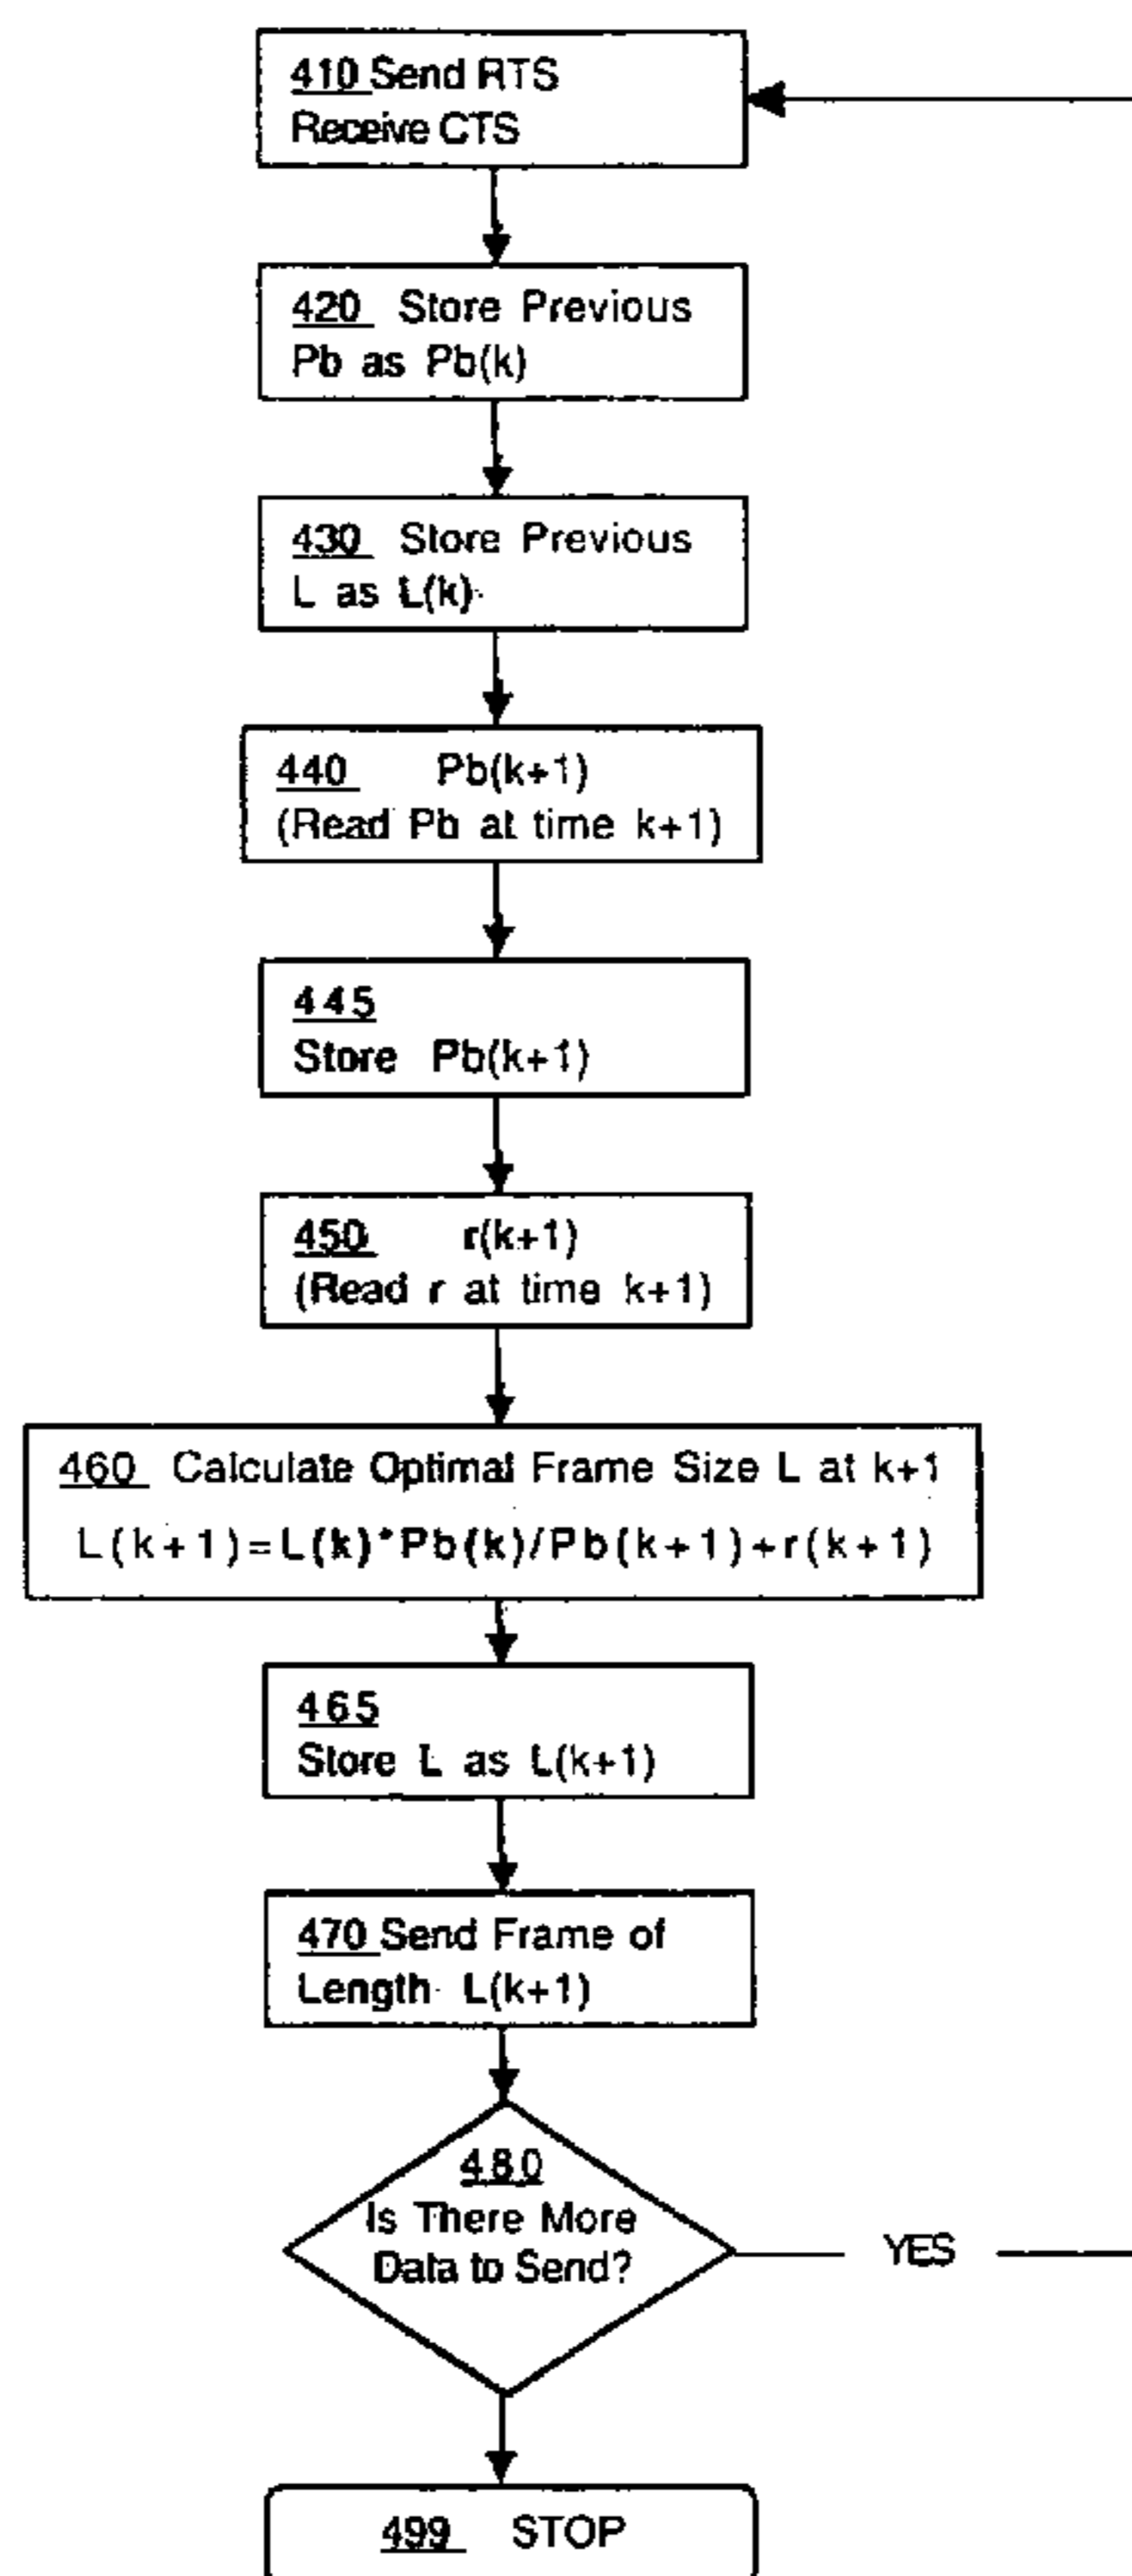 410 Send RTS
Receive CTS
420 Store Previous
Pb as Pb(k)
430 Store Previous
L as L(k)
440 Pb(k+1)
(Read Pb at time k+1)
445
Store Pb(k+1)
450 r(k+1)
(Read r at time k+1)
460 Calculate Optimal Frame Size L at k+1
L(k+1)=L(k)*Pb(k)/Pb(k+1)+r(k+1)
465
Store L as L(k+1)
470 Send Frame of
Length L(k+1)
480
Is There More
Data to Send?
YES
499 STOP